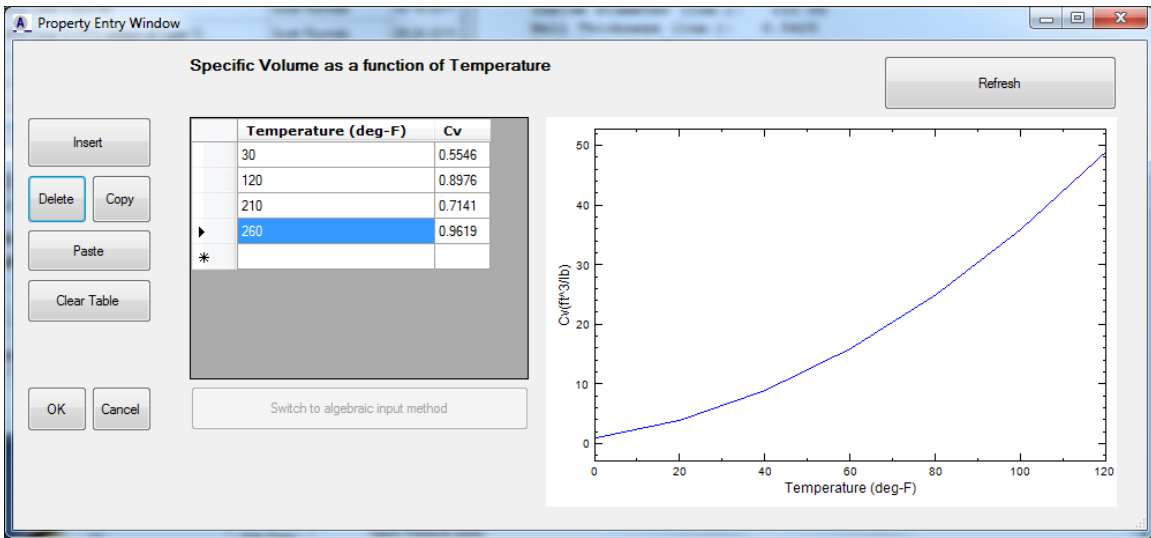 A Property Entry Window
Specific Volume as a function of Temperature
Refresh
Insert
Delete Copy
Paste
Clear Table
OK Cancel
Temperature (deg-F) Cv
30 0.5546
120 0.8976
210 0.7141
260 0.9619
*
Switch to algebraic input method
Cv(ft^3/lb)
50
40
30
20
10
0
0 20 40 60 80 100 120
Temperature (deg-F)